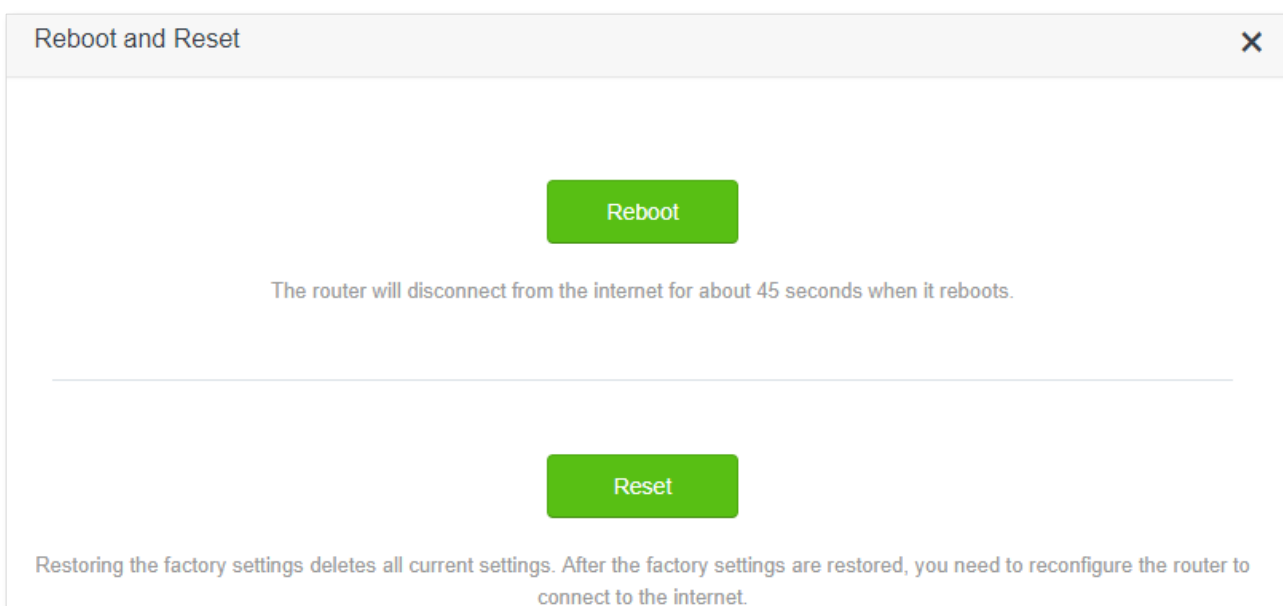 Reboot and Reset
Reboot
The router will disconnect from the internet for about 45 seconds when it reboots.
Reset
Restoring the factory settings deletes all current settings. After the factory settings are restored, you need to reconfigure the router to
connect to the internet.